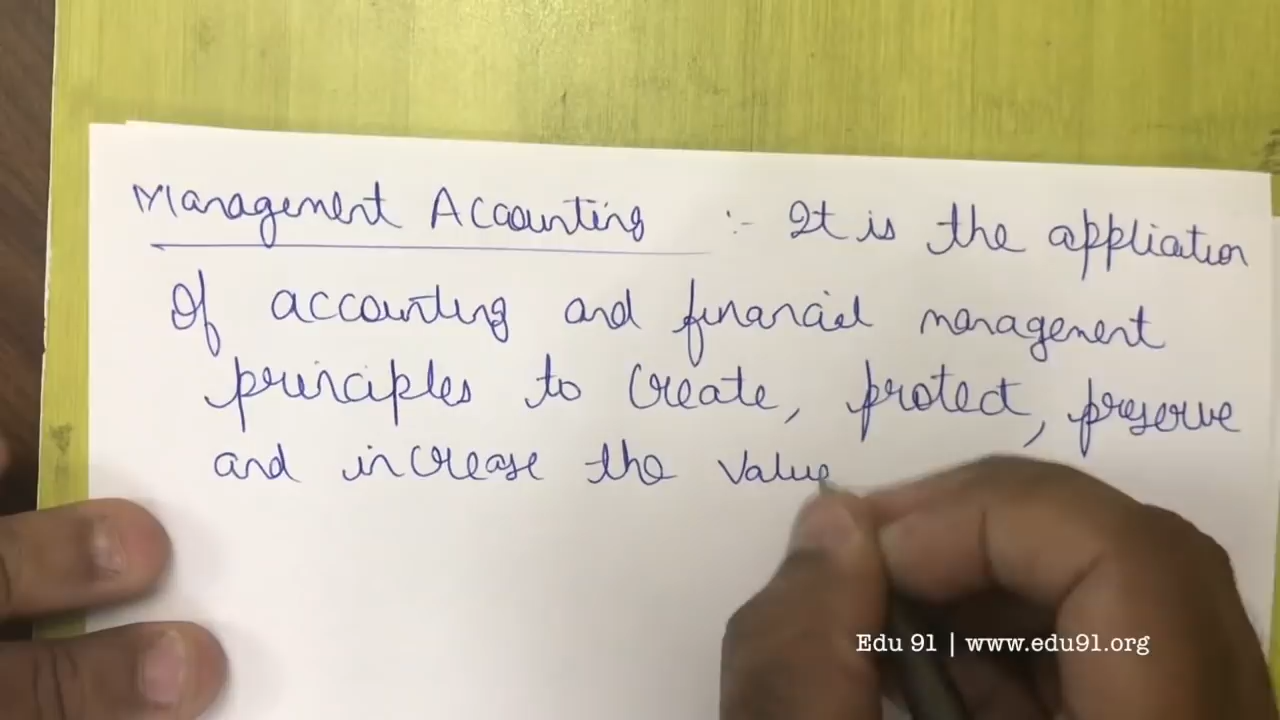 Management Accounting :- It is the application
of accounting and financial management
principles to create, protect, preserve
and increase the value
Edu 91 | www.edu91.org